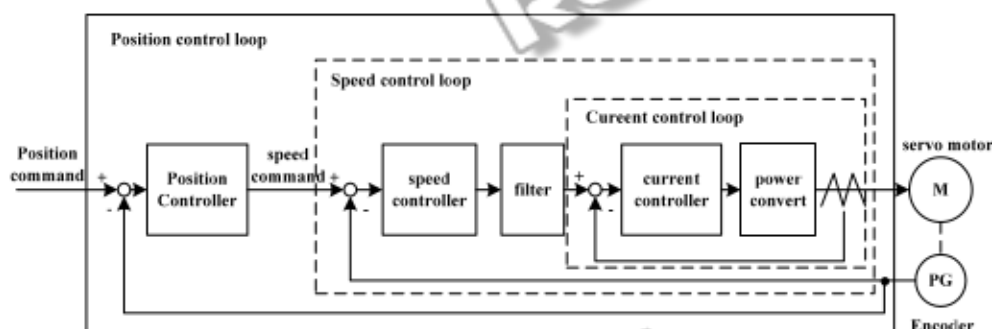 Position control loop
Speed control loop
Cureent control loop
Position
command
+
-
Position
Controller
speed
command
+
-
speed
controller
filter
+
-
current
controller
power
convert
servo motor
M
PG
Encoder